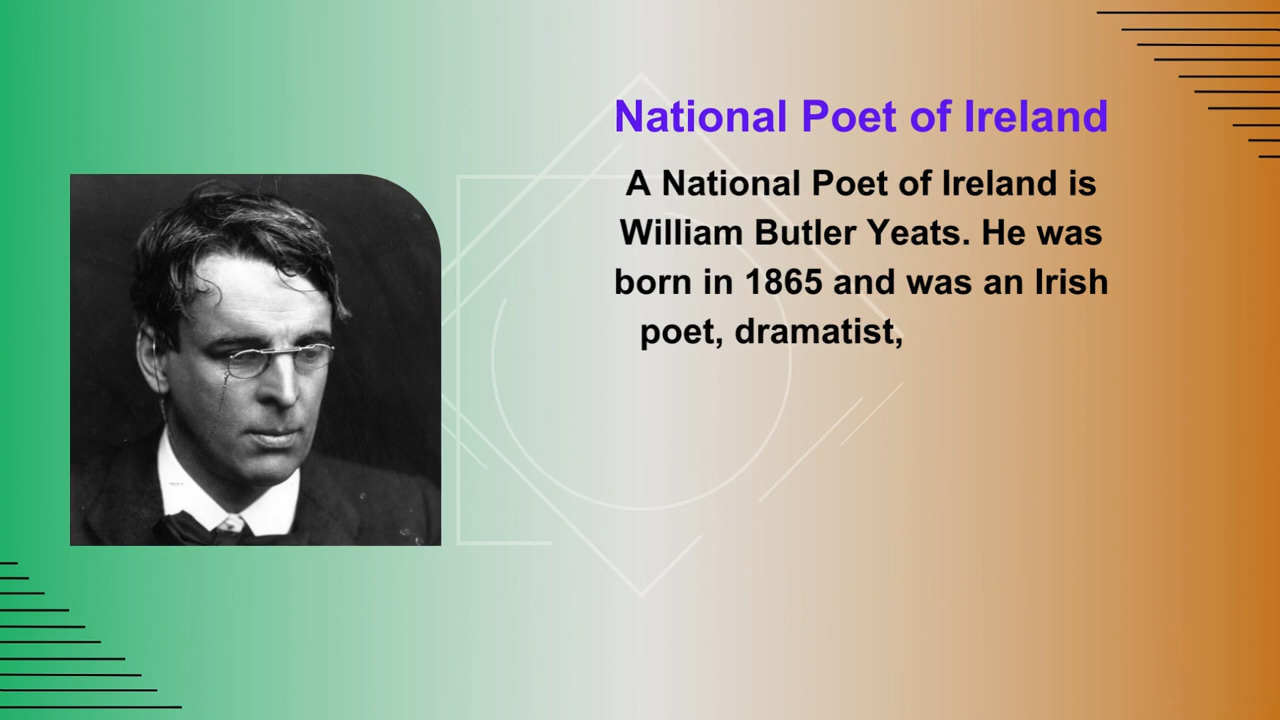 National Poet of Ireland
A National Poet of Ireland is
William Butler Yeats. He was
born in 1865 and was an Irish
poet, dramatist,